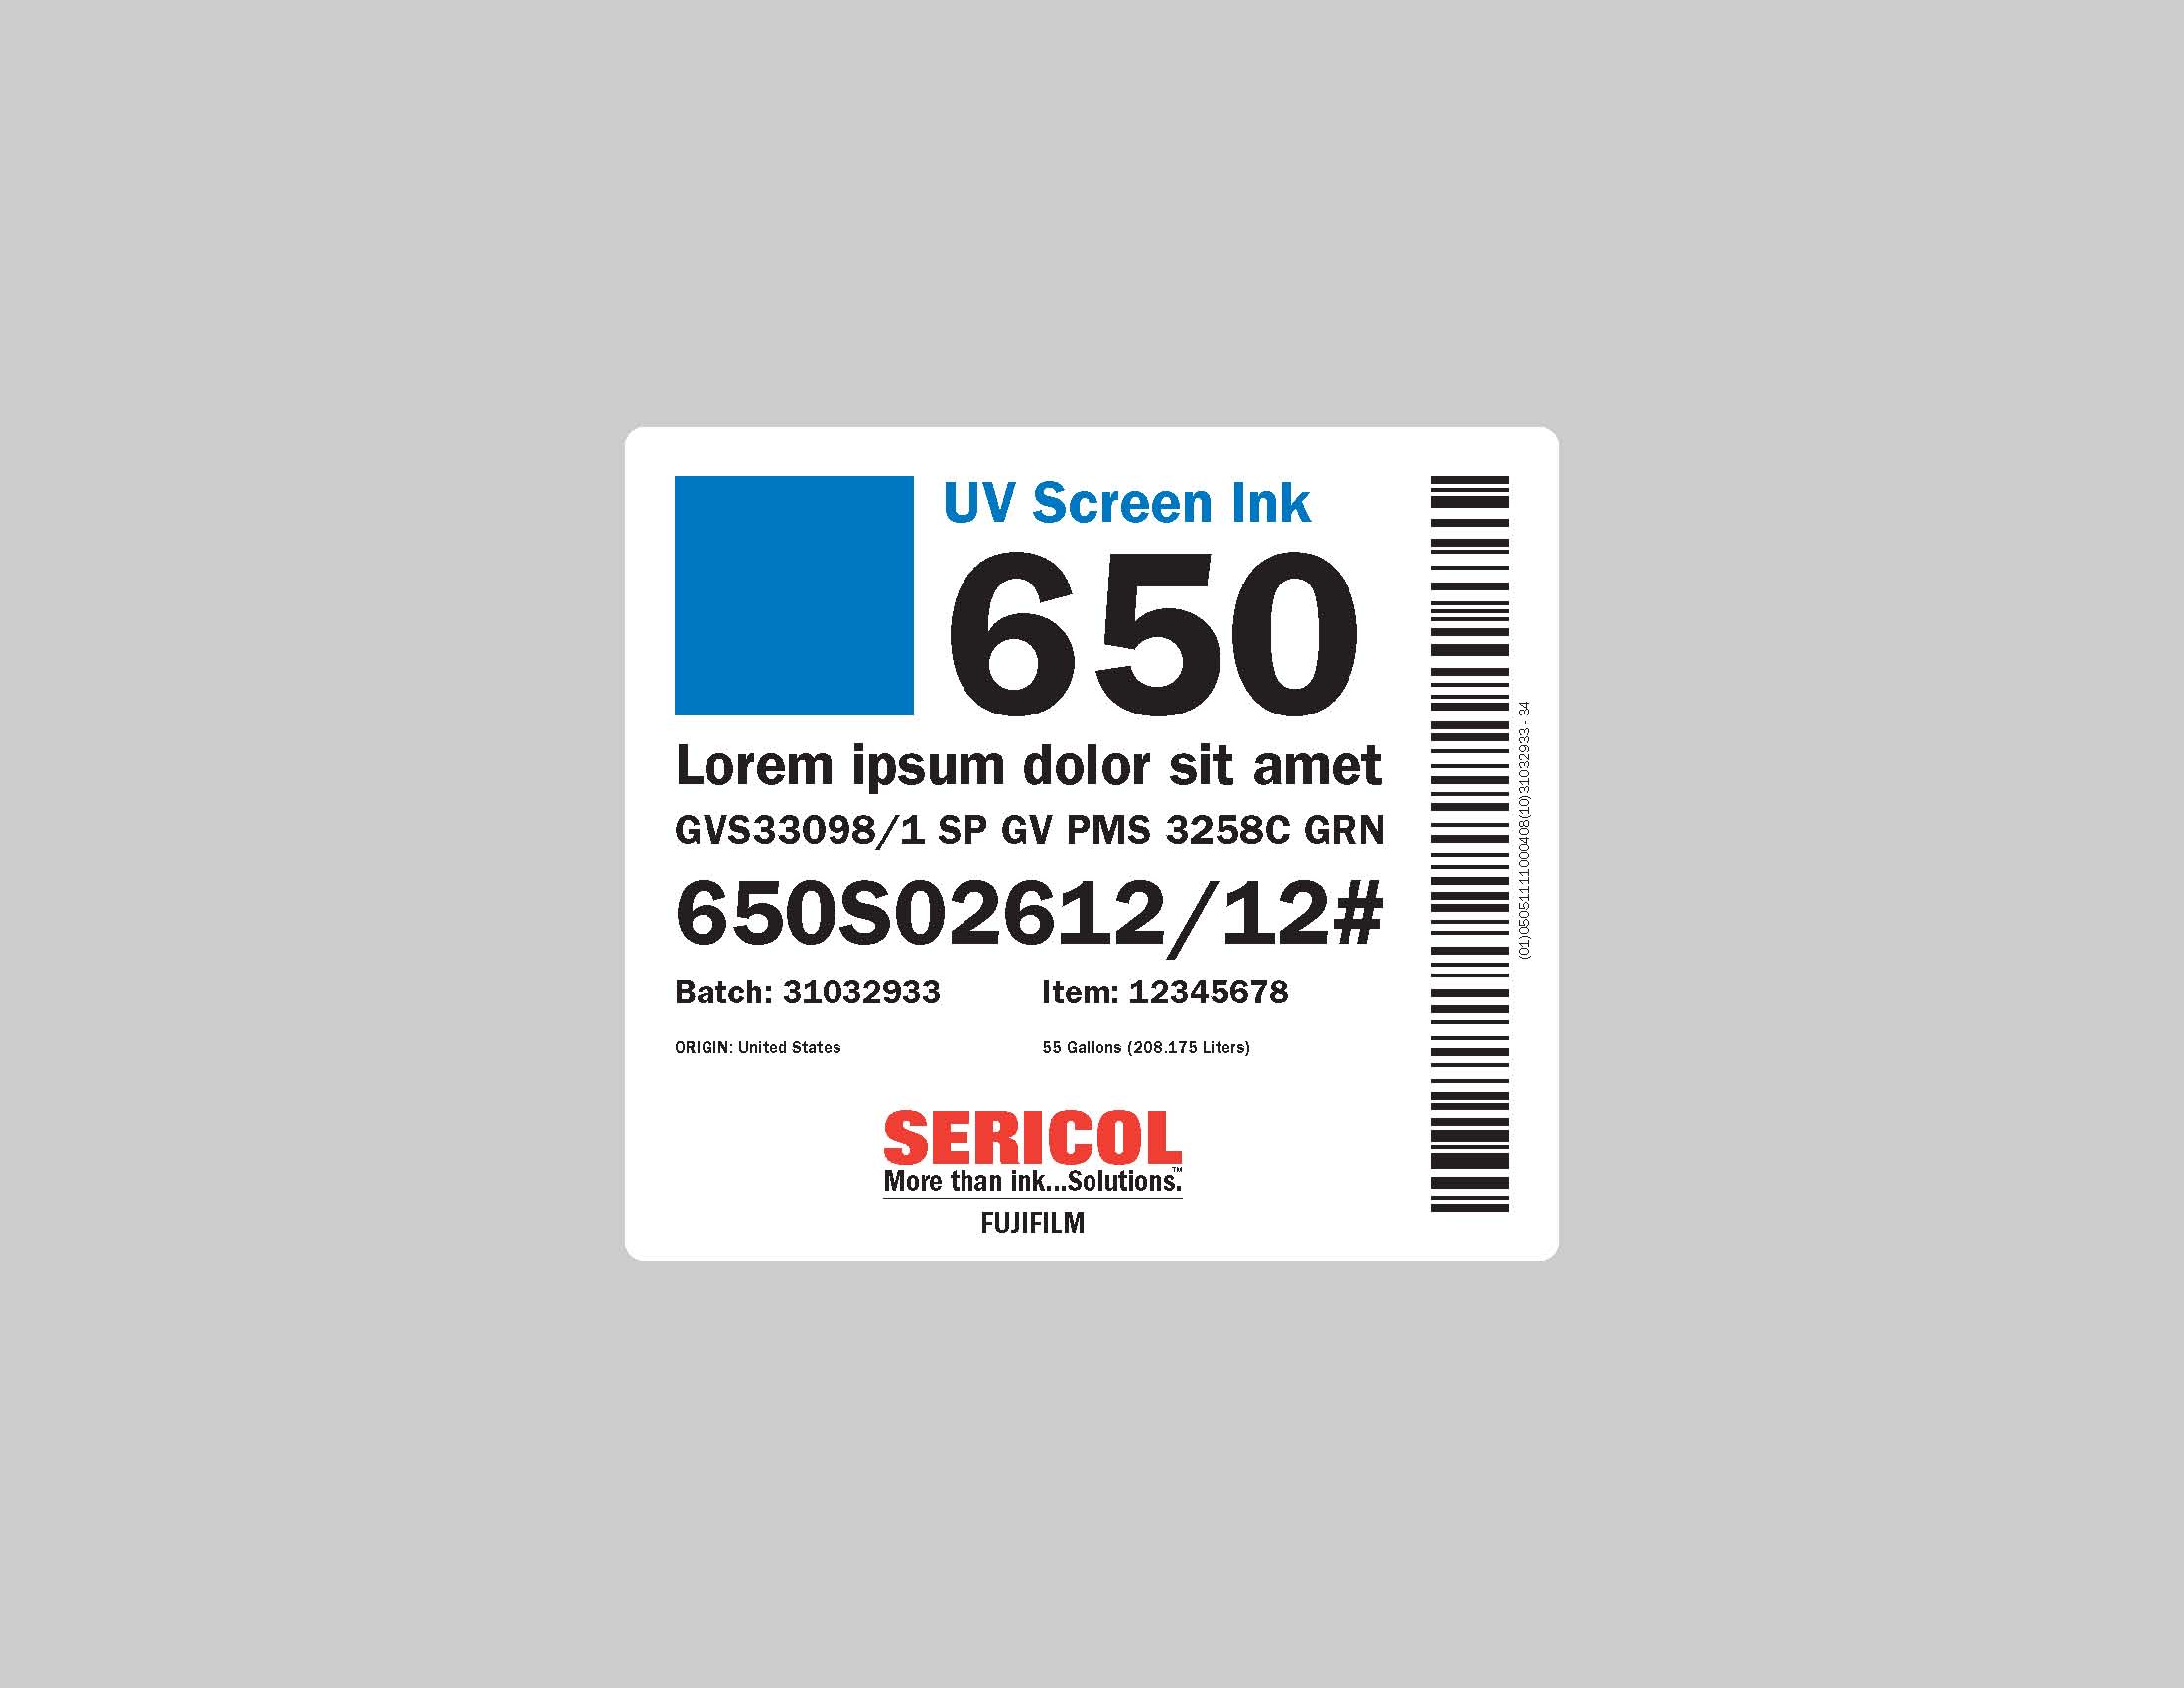 UV Screen Ink
650
Lorem ipsum dolor sit amet
GVS33098/1 SP GV PMS 3258C GRN
650S02612/12#
Batch: 31032933
Item: 12345678
ORIGIN: United States
55 Gallons (208.175 Liters)
SERICOL
More than ink...Solutions.™
FUJIFILM
(01)05051111000408(10)31032933 - 34